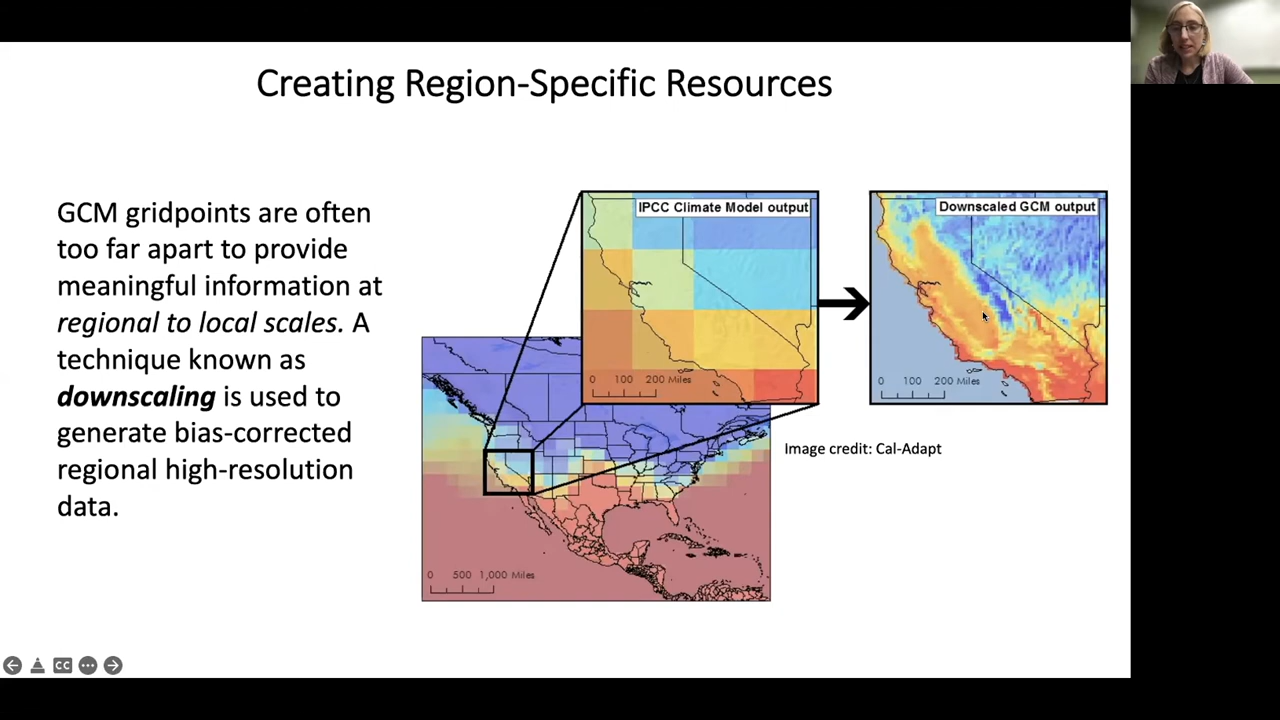 Creating Region-Specific Resources
GCM gridpoints are often
too far apart to provide
meaningful information at
regional to local scales. A
technique known as
downscaling is used to
generate bias-corrected
regional high-resolution
data.
IPCC Climate Model output
0 100 200 Miles
Downscaled GCM output
0 100 200 Miles
Image credit: Cal-Adapt
0 500 1,000 Miles
CC